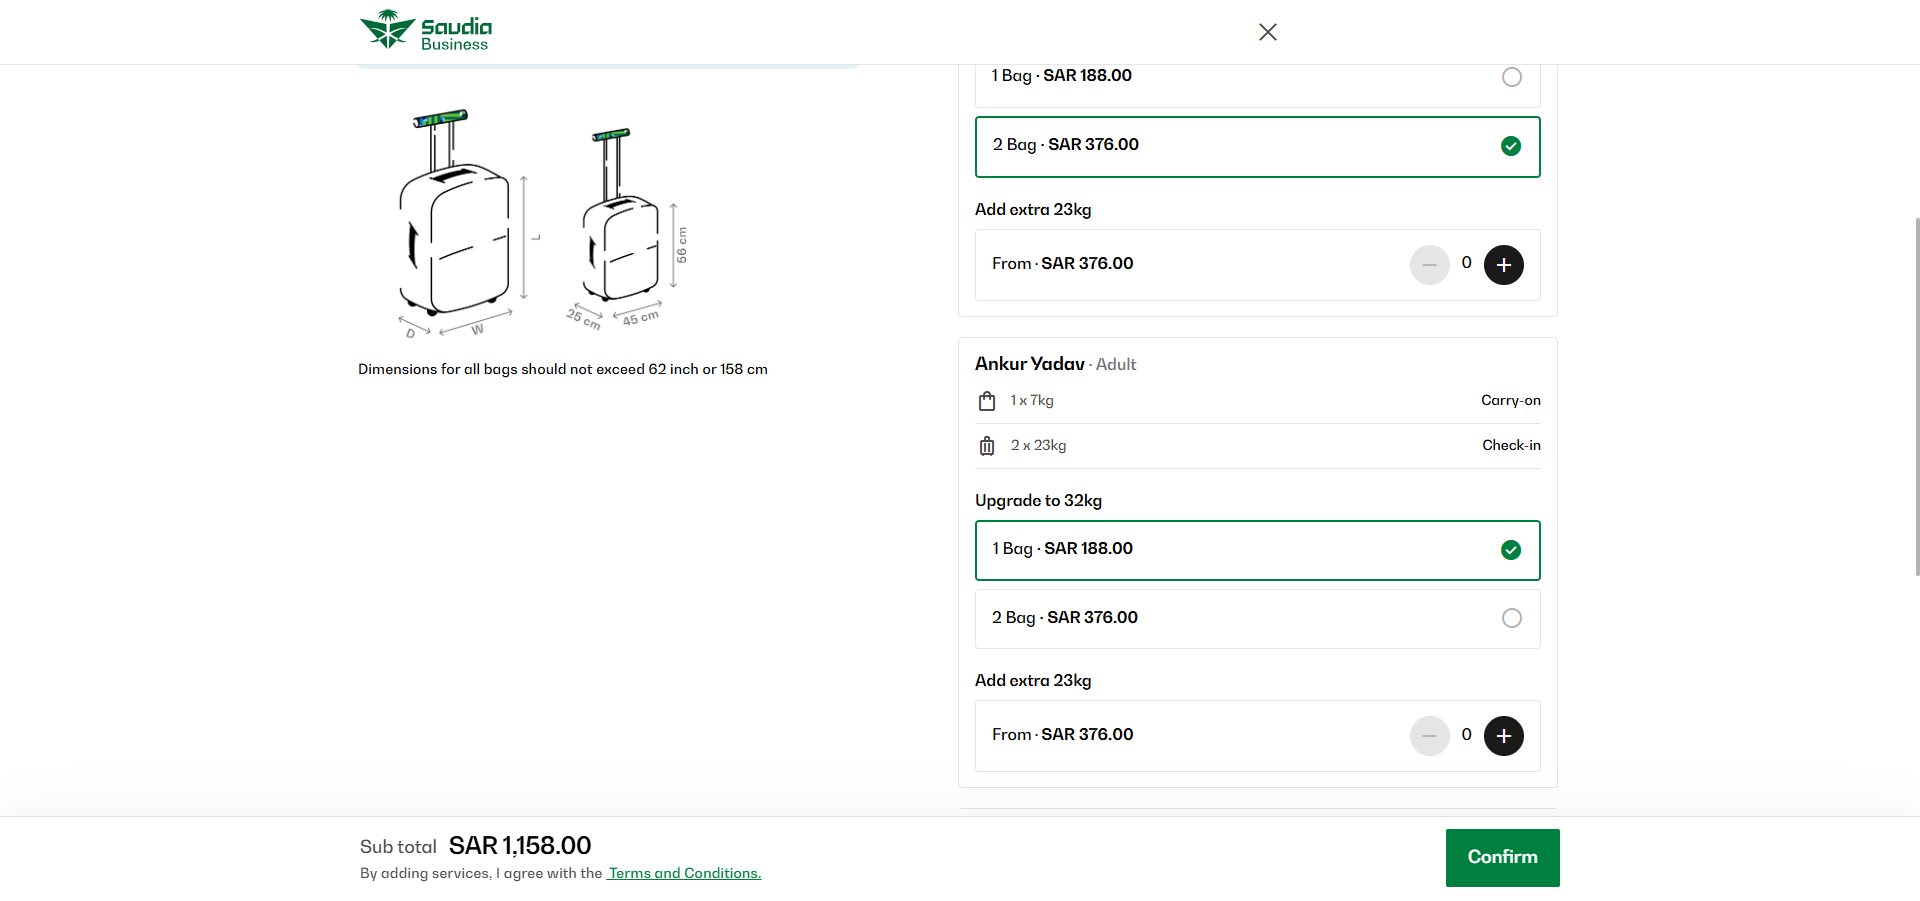 Saudia
Business
1 Bag · SAR 188.00
2 Bag · SAR 376.00
Add extra 23kg
From · SAR 376.00
0
L
D
W
56 cm
25 cm
45 cm
Dimensions for all bags should not exceed 62 inch or 158 cm
Ankur Yadav · Adult
1 x 7kg Carry-on
2 x 23kg Check-in
Upgrade to 32kg
1 Bag · SAR 188.00
2 Bag · SAR 376.00
Add extra 23kg
From · SAR 376.00
0
Sub total SAR 1,158.00
By adding services, I agree with the Terms and Conditions.
Confirm